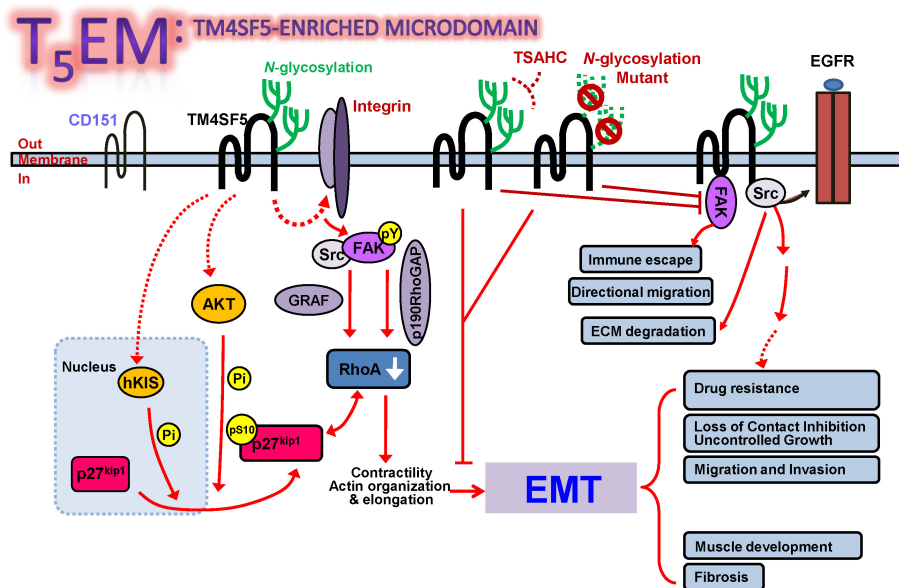 T5EM: TM4SF5-ENRICHED MICRODOMAIN
N-glycosylation
TSAHC
N-glycosylation
Mutant
EGFR
Integrin
CD151
TM4SF5
Out
Membrane
In
FAK
Src
pY
FAK
Src
p190RhoGAP
GRAF
AKT
Immune escape
Directional migration
ECM degradation
Nucleus
hKIS
Pi
Pi
RhoA
pS10
p27kip1
p27kip1
Contractility
Actin organization
& elongation
EMT
Drug resistance
Loss of Contact Inhibition
Uncontrolled Growth
Migration and Invasion
Muscle development
Fibrosis